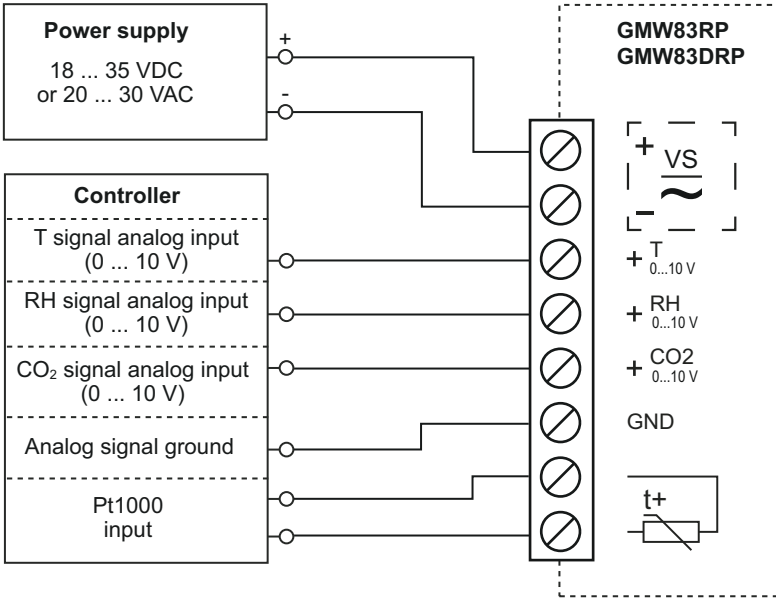 Power supply
18 ... 35 VDC
or 20 ... 30 VAC
+
-
Controller
T signal analog input
(0 ... 10 V)
RH signal analog input
(0 ... 10 V)
CO₂ signal analog input
(0 ... 10 V)
Analog signal ground
Pt1000
input
GMW83RP
GMW83DRP
+
VS
~
-
+ T
0...10 V
+ RH
0...10 V
+ CO2
0...10 V
GND
t+